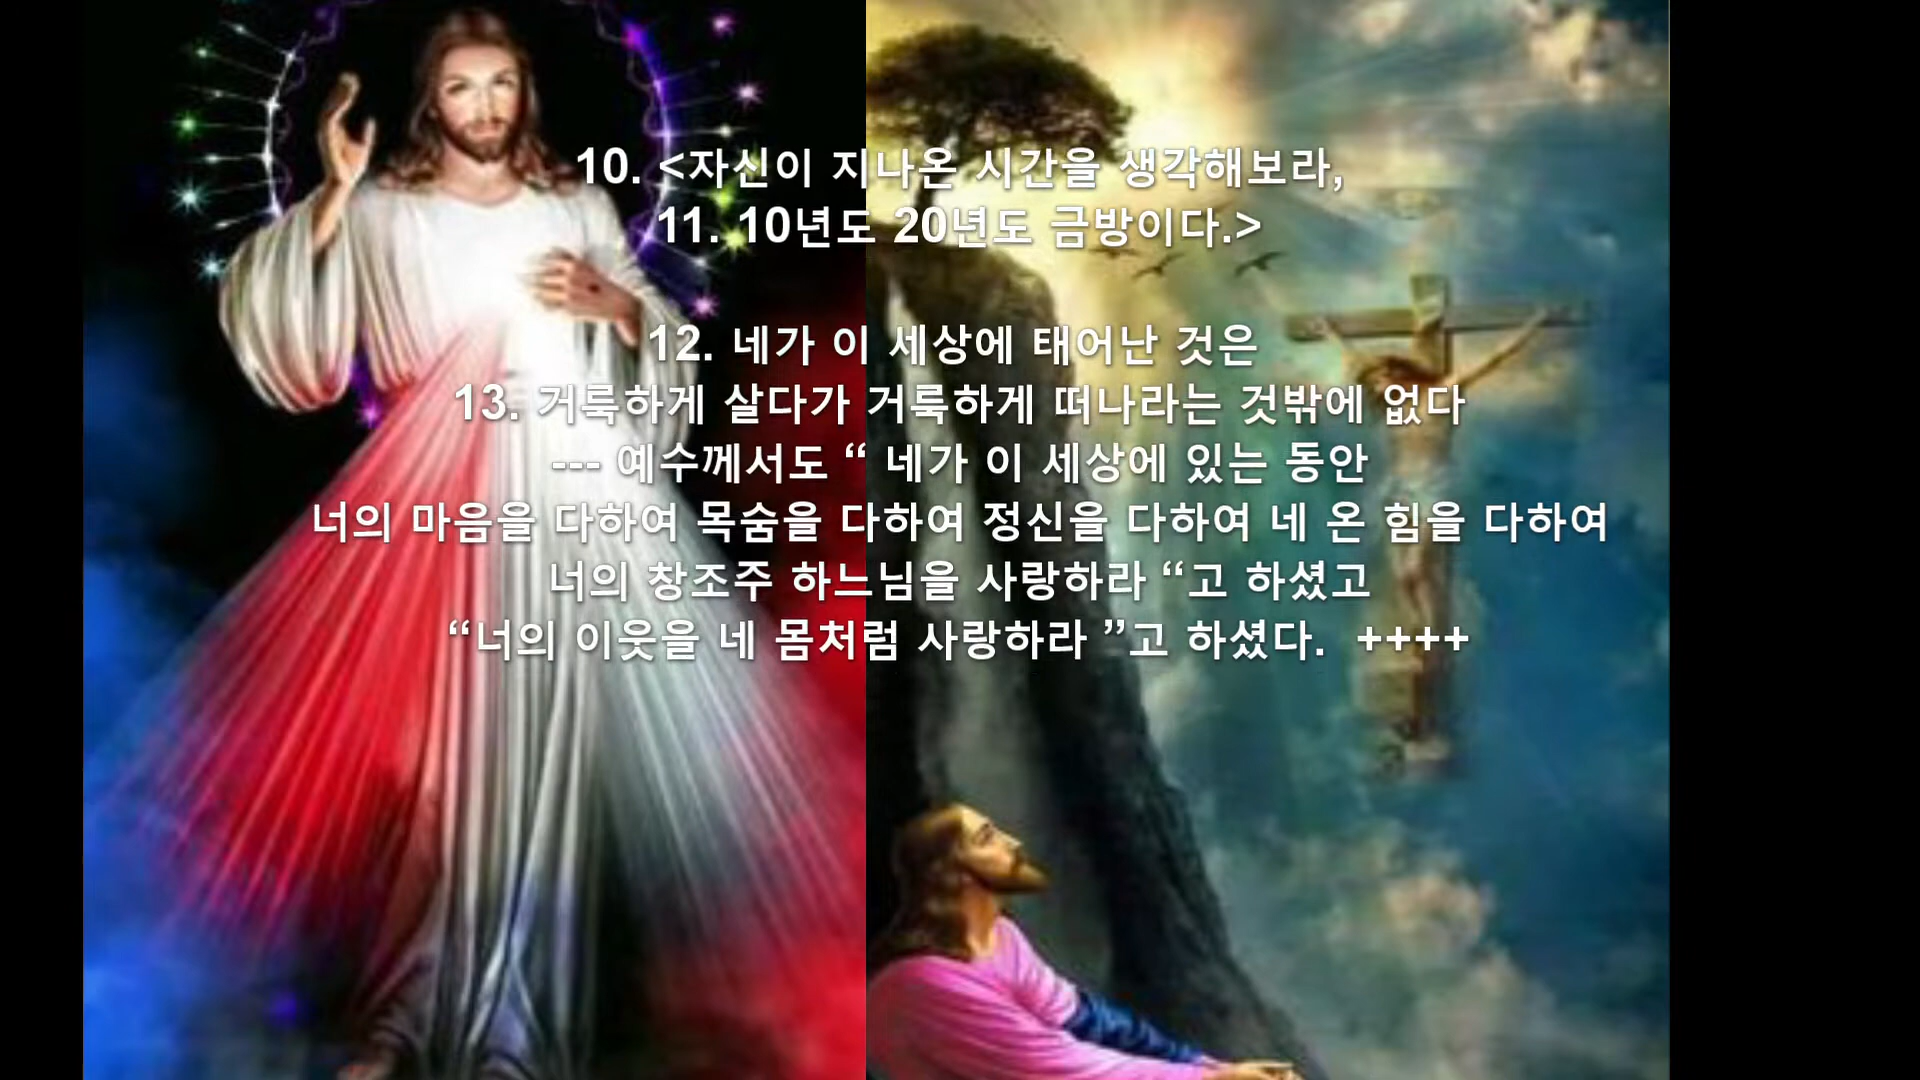 10. <자신이 지나온 시간을 생각해보라,
11. 10년도 20년도 금방이다.>
12. 네가 이 세상에 태어난 것은
13. 거룩하게 살다가 거룩하게 떠나라는 것밖에 없다
--- 예수께서도 “ 네가 이 세상에 있는 동안
너의 마음을 다하여 목숨을 다하여 정신을 다하여 네 온 힘을 다하여
너의 창조주 하느님을 사랑하라 “고 하셨고
“너의 이웃을 네 몸처럼 사랑하라 ”고 하셨다.  ++++